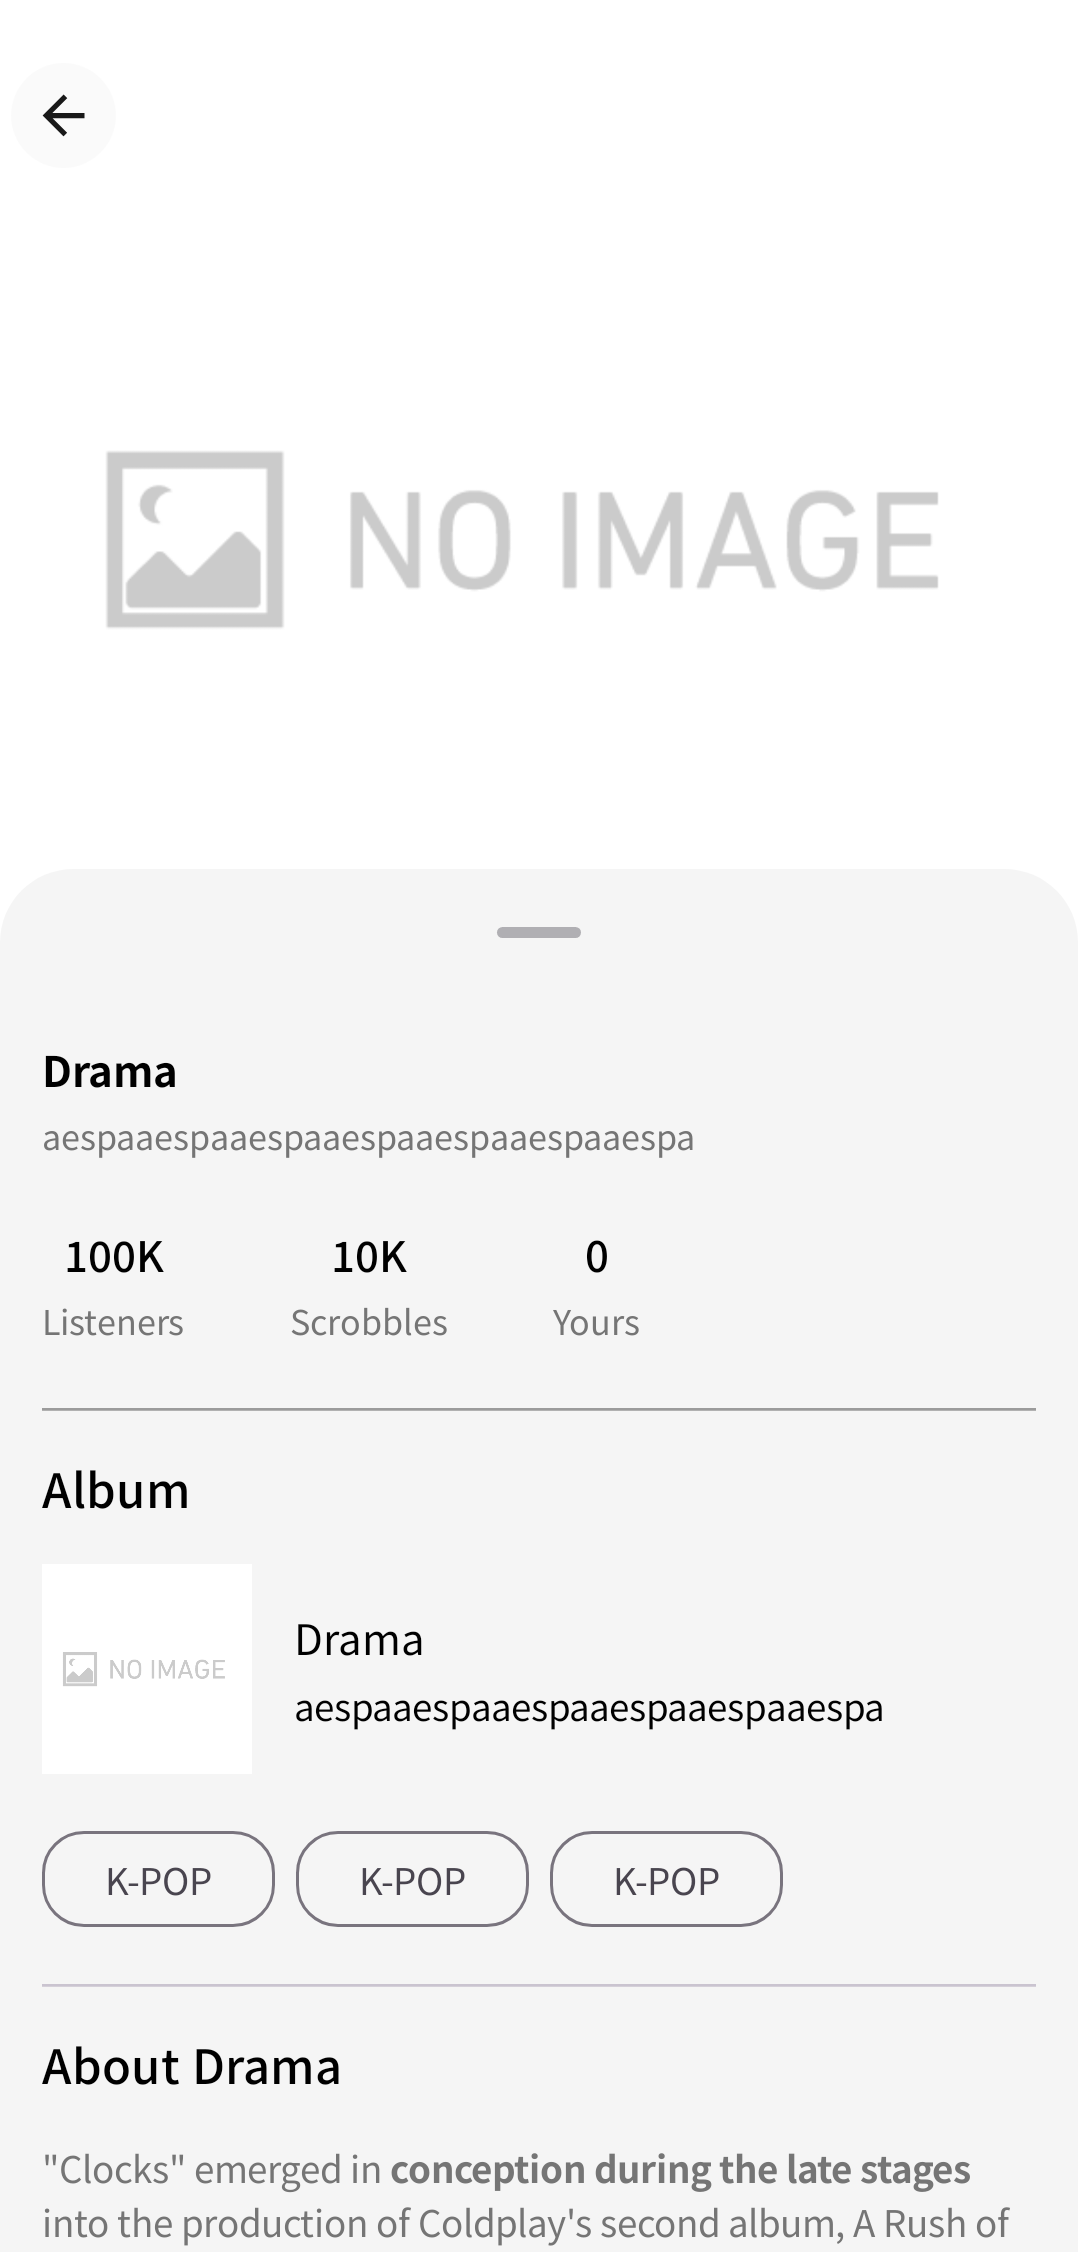 NO IMAGE
Drama
aespaaespaaespaaespaaespaaespaaespa
100K 10K 0
Listeners Scrobbles Yours
Album
NO IMAGE
Drama
aespaaespaaespaaespaaespaaespa
K-POP K-POP K-POP
About Drama
"Clocks" emerged in conception during the late stages
into the production of Coldplay's second album, A Rush of